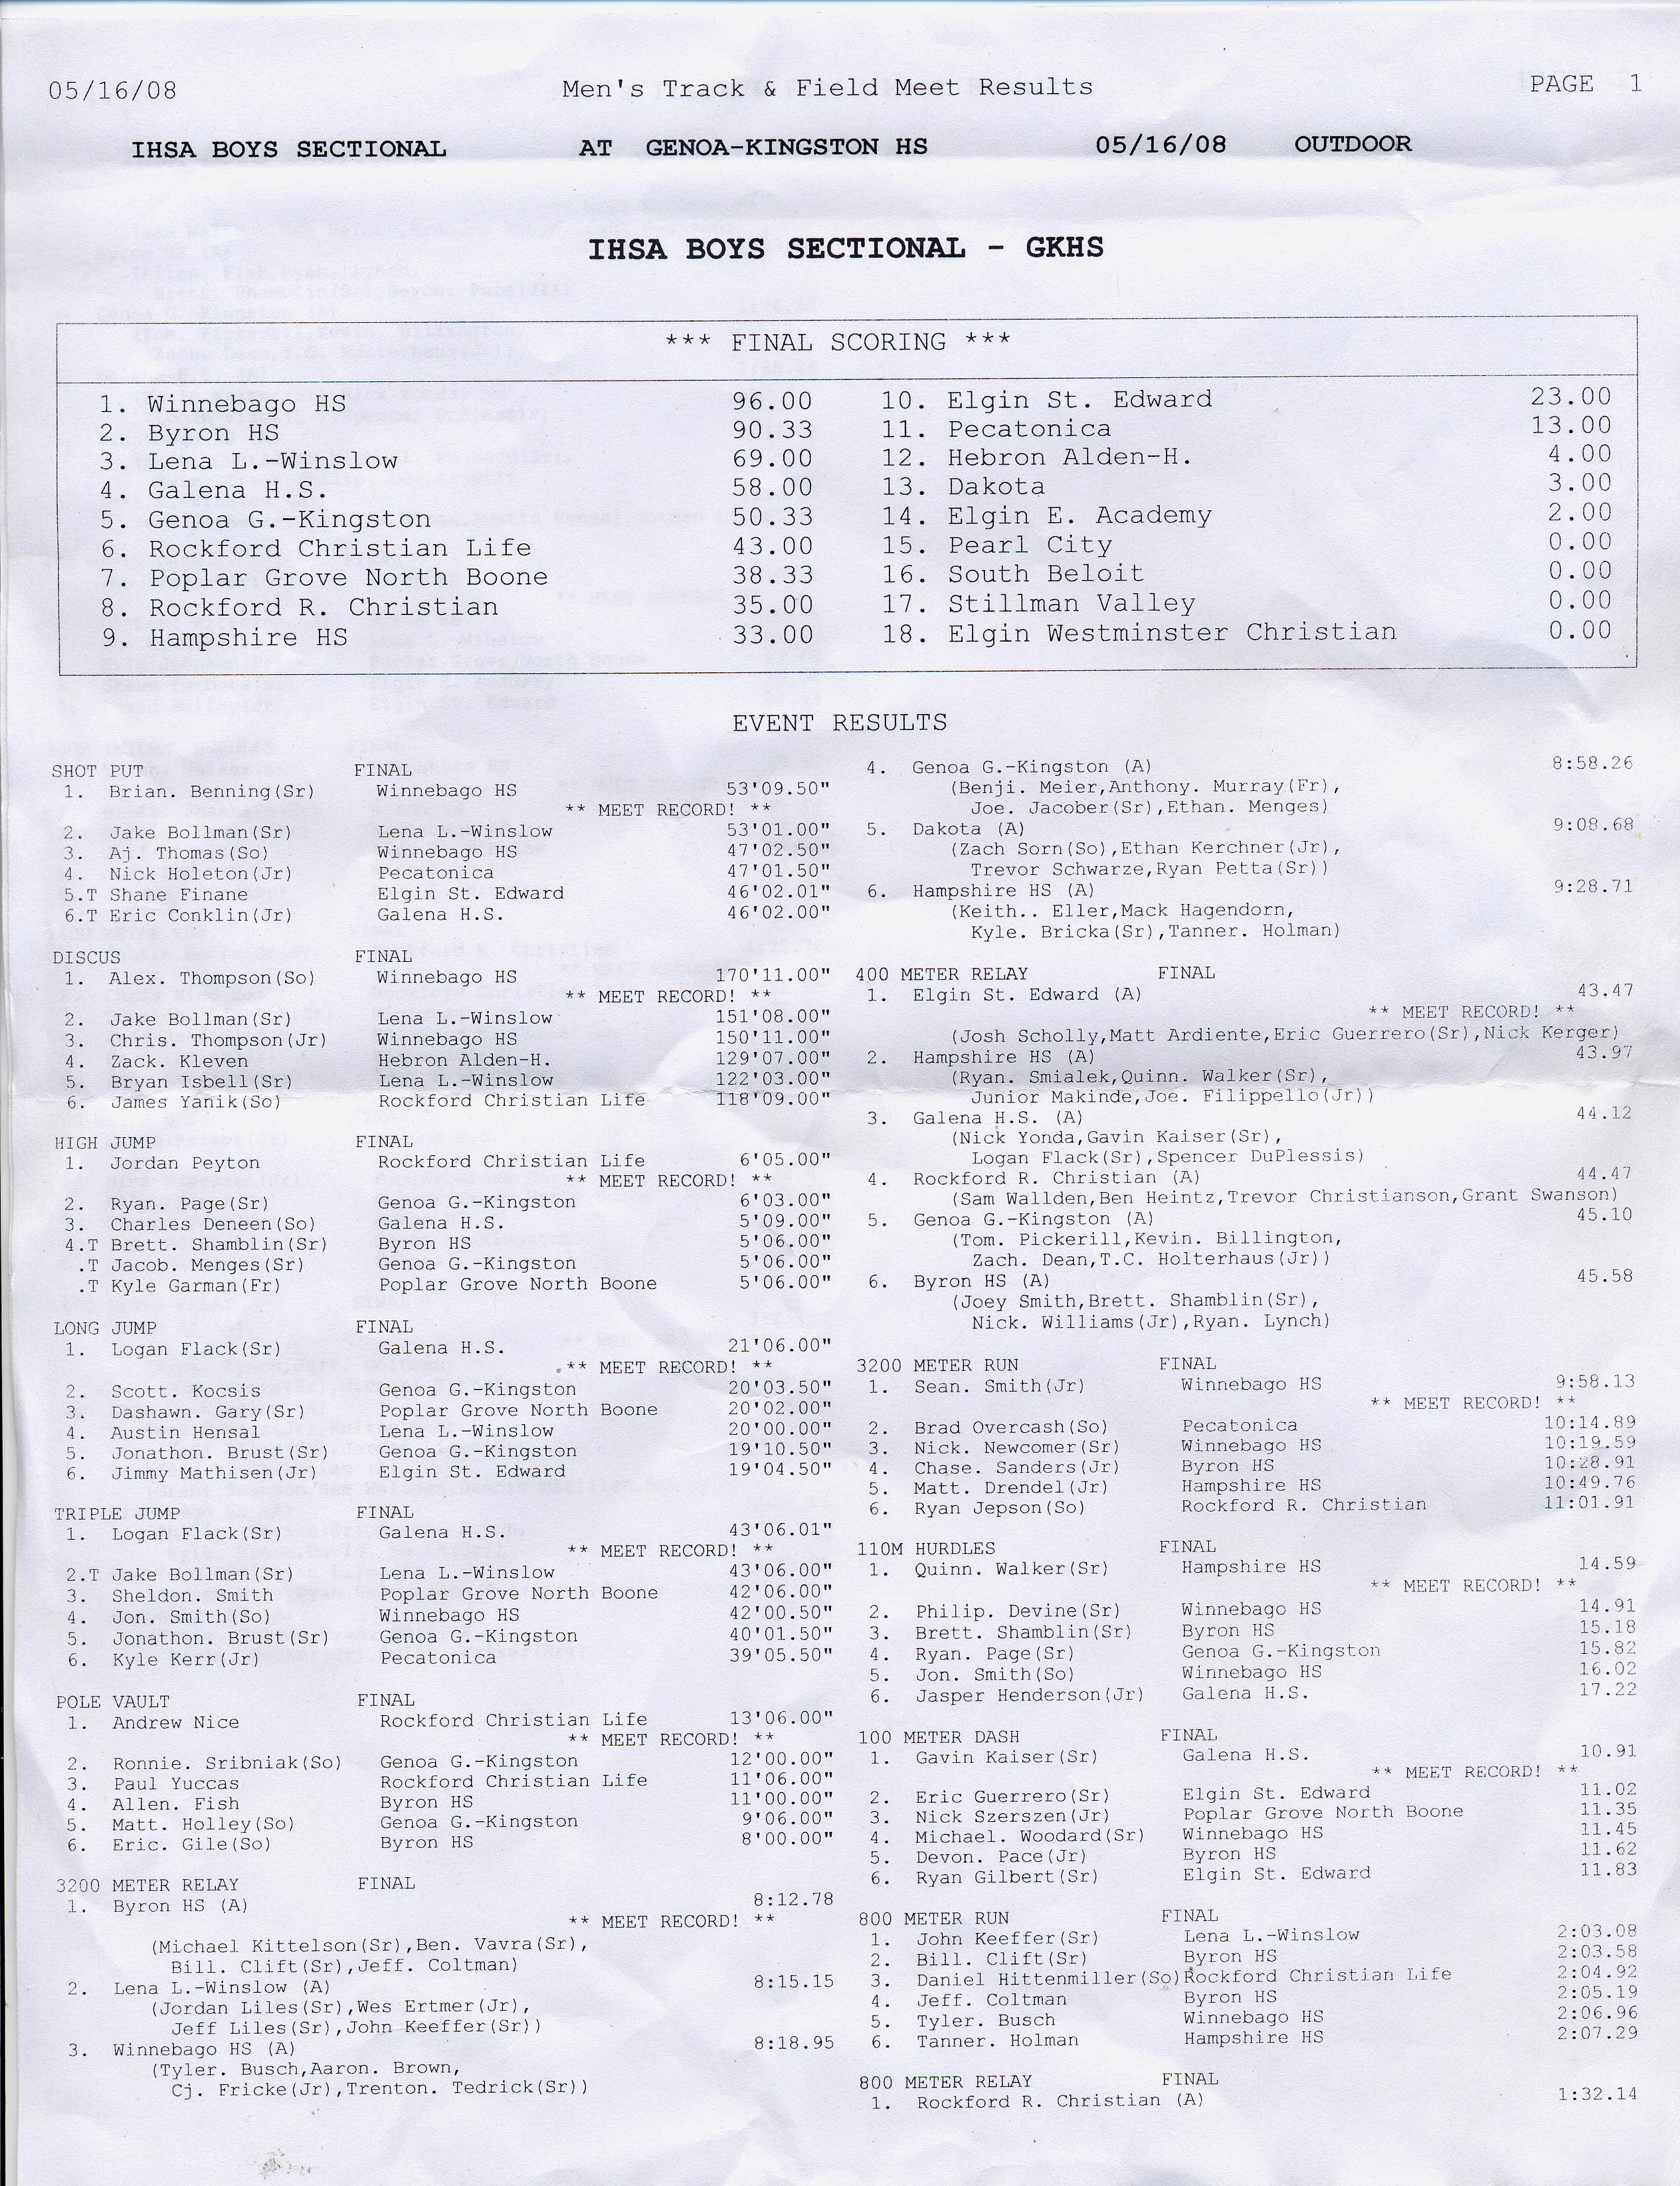 05/16/08 Men's Track & Field Meet Results PAGE 1
IHSA BOYS SECTIONAL AT GENOA-KINGSTON HS 05/16/08 OUTDOOR
IHSA BOYS SECTIONAL - GKHS
*** FINAL SCORING ***
1. Winnebago HS 96.00
2. Byron HS 90.33
3. Lena L.-Winslow 69.00
4. Galena H.S. 58.00
5. Genoa G.-Kingston 50.33
6. Rockford Christian Life 43.00
7. Poplar Grove North Boone 38.33
8. Rockford R. Christian 35.00
9. Hampshire HS 33.00
10. Elgin St. Edward 23.00
11. Pecatonica 13.00
12. Hebron Alden-H. 4.00
13. Dakota 3.00
14. Elgin E. Academy 2.00
15. Pearl City 0.00
16. South Beloit 0.00
17. Stillman Valley 0.00
18. Elgin Westminster Christian 0.00
EVENT RESULTS
SHOT PUT FINAL
1. Brian. Benning(Sr) Winnebago HS 53'09.50"
** MEET RECORD! **
2. Jake Bollman(Sr) Lena L.-Winslow 53'01.00"
3. Aj. Thomas(So) Winnebago HS 47'02.50"
4. Nick Holeton(Jr) Pecatonica 47'01.50"
5.T Shane Finane Elgin St. Edward 46'02.01"
6.T Eric Conklin(Jr) Galena H.S. 46'02.00"
DISCUS FINAL
1. Alex. Thompson(So) Winnebago HS 170'11.00"
** MEET RECORD! **
2. Jake Bollman(Sr) Lena L.-Winslow 151'08.00"
3. Chris. Thompson(Jr) Winnebago HS 150'11.00"
4. Zack. Kleven Hebron Alden-H. 129'07.00"
5. Bryan Isbell(Sr) Lena L.-Winslow 122'03.00"
6. James Yanik(So) Rockford Christian Life 118'09.00"
HIGH JUMP FINAL
1. Jordan Peyton Rockford Christian Life 6'05.00"
** MEET RECORD! **
2. Ryan. Page(Sr) Genoa G.-Kingston 6'03.00"
3. Charles Deneen(So) Galena H.S. 5'09.00"
4.T Brett. Shamblin(Sr) Byron HS 5'06.00"
.T Jacob. Menges(Sr) Genoa G.-Kingston 5'06.00"
.T Kyle Garman(Fr) Poplar Grove North Boone 5'06.00"
LONG JUMP FINAL
1. Logan Flack(Sr) Galena H.S. 21'06.00"
** MEET RECORD! **
2. Scott. Kocsis Genoa G.-Kingston 20'03.50"
3. Dashawn. Gary(Sr) Poplar Grove North Boone 20'02.00"
4. Austin Hensal Lena L.-Winslow 20'00.00"
5. Jonathon. Brust(Sr) Genoa G.-Kingston 19'10.50"
6. Jimmy Mathisen(Jr) Elgin St. Edward 19'04.50"
TRIPLE JUMP FINAL
1. Logan Flack(Sr) Galena H.S. 43'06.01"
** MEET RECORD! **
2.T Jake Bollman(Sr) Lena L.-Winslow 43'06.00"
3. Sheldon. Smith Poplar Grove North Boone 42'06.00"
4. Jon. Smith(So) Winnebago HS 42'00.50"
5. Jonathon. Brust(Sr) Genoa G.-Kingston 40'01.50"
6. Kyle Kerr(Jr) Pecatonica 39'05.50"
POLE VAULT FINAL
1. Andrew Nice Rockford Christian Life 13'06.00"
** MEET RECORD! **
2. Ronnie. Sribniak(So) Genoa G.-Kingston 12'00.00"
3. Paul Yuccas Rockford Christian Life 11'06.00"
4. Allen. Fish Byron HS 11'00.00"
5. Matt. Holley(So) Genoa G.-Kingston 9'06.00"
6. Eric. Gile(So) Byron HS 8'00.00"
3200 METER RELAY FINAL
1. Byron HS (A) 8:12.78
** MEET RECORD! **
(Michael Kittelson(Sr),Ben. Vavra(Sr),
Bill. Clift(Sr),Jeff. Coltman)
2. Lena L.-Winslow (A) 8:15.15
(Jordan Liles(Sr),Wes Ertmer(Jr),
Jeff Liles(Sr),John Keeffer(Sr))
3. Winnebago HS (A) 8:18.95
(Tyler. Busch,Aaron. Brown,
Cj. Fricke(Jr),Trenton. Tedrick(Sr))
4. Genoa G.-Kingston (A) 8:58.26
(Benji. Meier,Anthony. Murray(Fr),
Joe. Jacober(Sr),Ethan. Menges)
5. Dakota (A) 9:08.68
(Zach Sorn(So),Ethan Kerchner(Jr),
Trevor Schwarze,Ryan Petta(Sr))
6. Hampshire HS (A) 9:28.71
(Keith.. Eller,Mack Hagendorn,
Kyle. Bricka(Sr),Tanner. Holman)
400 METER RELAY FINAL
1. Elgin St. Edward (A) 43.47
** MEET RECORD! **
(Josh Scholly,Matt Ardiente,Eric Guerrero(Sr),Nick Kerger)
2. Hampshire HS (A) 43.97
(Ryan. Smialek,Quinn. Walker(Sr),
Junior Makinde,Joe. Filippello(Jr))
3. Galena H.S. (A) 44.12
(Nick Yonda,Gavin Kaiser(Sr),
Logan Flack(Sr),Spencer DuPlessis)
4. Rockford R. Christian (A) 44.47
(Sam Wallden,Ben Heintz,Trevor Christianson,Grant Swanson)
5. Genoa G.-Kingston (A) 45.10
(Tom. Pickerill,Kevin. Billington,
Zach. Dean,T.C. Holterhaus(Jr))
6. Byron HS (A) 45.58
(Joey Smith,Brett. Shamblin(Sr),
Nick. Williams(Jr),Ryan. Lynch)
3200 METER RUN FINAL
1. Sean. Smith(Jr) Winnebago HS 9:58.13
** MEET RECORD! **
2. Brad Overcash(So) Pecatonica 10:14.89
3. Nick. Newcomer(Sr) Winnebago HS 10:19.59
4. Chase. Sanders(Jr) Byron HS 10:28.91
5. Matt. Drendel(Jr) Hampshire HS 10:49.76
6. Ryan Jepson(So) Rockford R. Christian 11:01.91
110M HURDLES FINAL
1. Quinn. Walker(Sr) Hampshire HS 14.59
** MEET RECORD! **
2. Philip. Devine(Sr) Winnebago HS 14.91
3. Brett. Shamblin(Sr) Byron HS 15.18
4. Ryan. Page(Sr) Genoa G.-Kingston 15.82
5. Jon. Smith(So) Winnebago HS 16.02
6. Jasper Henderson(Jr) Galena H.S. 17.22
100 METER DASH FINAL
1. Gavin Kaiser(Sr) Galena H.S. 10.91
** MEET RECORD! **
2. Eric Guerrero(Sr) Elgin St. Edward 11.02
3. Nick Szerszen(Jr) Poplar Grove North Boone 11.35
4. Michael. Woodard(Sr) Winnebago HS 11.45
5. Devon. Pace(Jr) Byron HS 11.62
6. Ryan Gilbert(Sr) Elgin St. Edward 11.83
800 METER RUN FINAL
1. John Keeffer(Sr) Lena L.-Winslow 2:03.08
2. Bill. Clift(Sr) Byron HS 2:03.58
3. Daniel Hittenmiller(So)Rockford Christian Life 2:04.92
4. Jeff. Coltman Byron HS 2:05.19
5. Tyler. Busch Winnebago HS 2:06.96
6. Tanner. Holman Hampshire HS 2:07.29
800 METER RELAY FINAL
1. Rockford R. Christian (A) 1:32.14